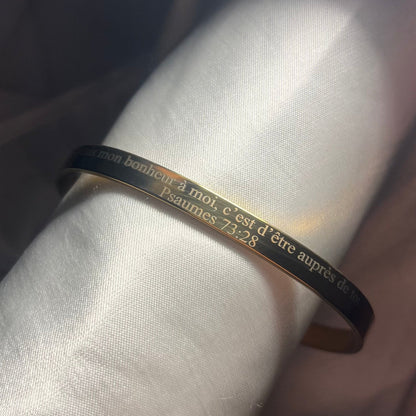 mon bonheur à moi, c'est d'être auprès de
Psaumes 73:28